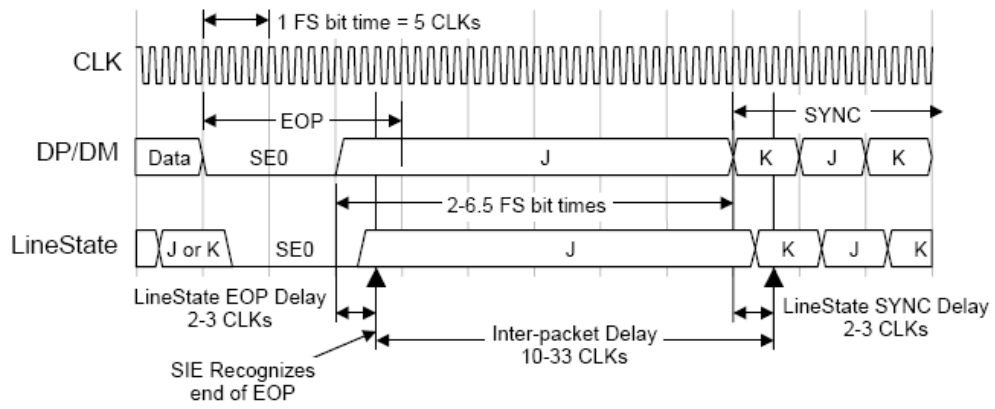 1 FS bit time = 5 CLKs
CLK
EOP
SYNC
DP/DM
Data
SE0
J
K
J
K
2-6.5 FS bit times
LineState
J or K
SE0
J
K
J
K
LineState EOP Delay
2-3 CLKs
Inter-packet Delay
10-33 CLKs
LineState SYNC Delay
2-3 CLKs
SIE Recognizes
end of EOP